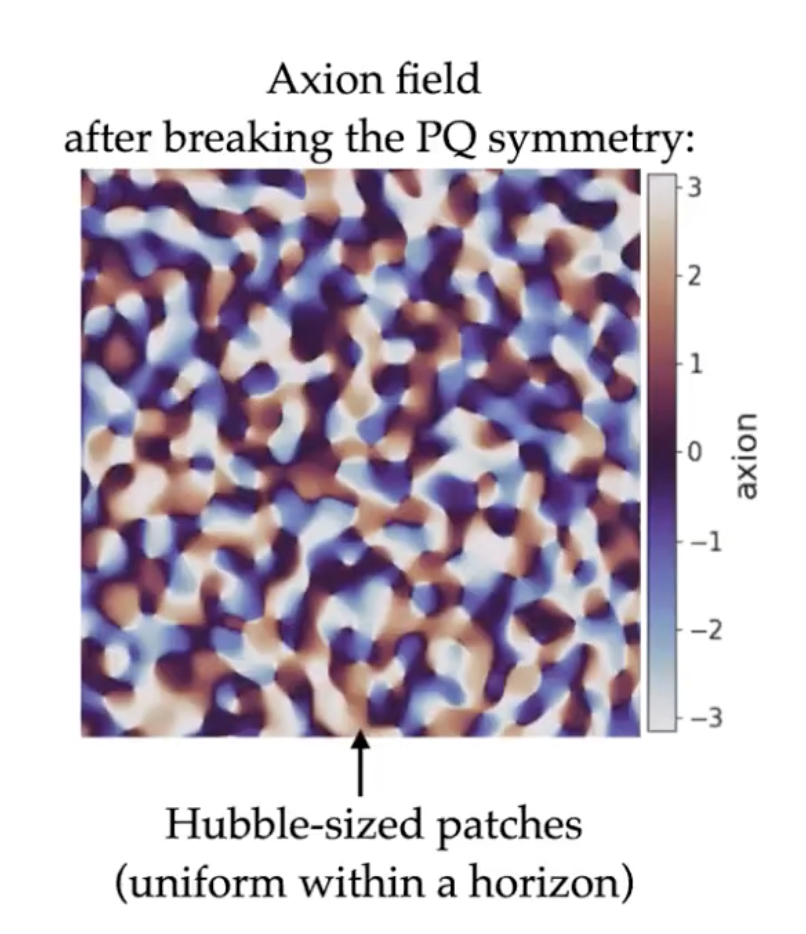 Axion field
after breaking the PQ symmetry:
3
2
1
0
−1
−2
−3
axion
Hubble-sized patches
(uniform within a horizon)